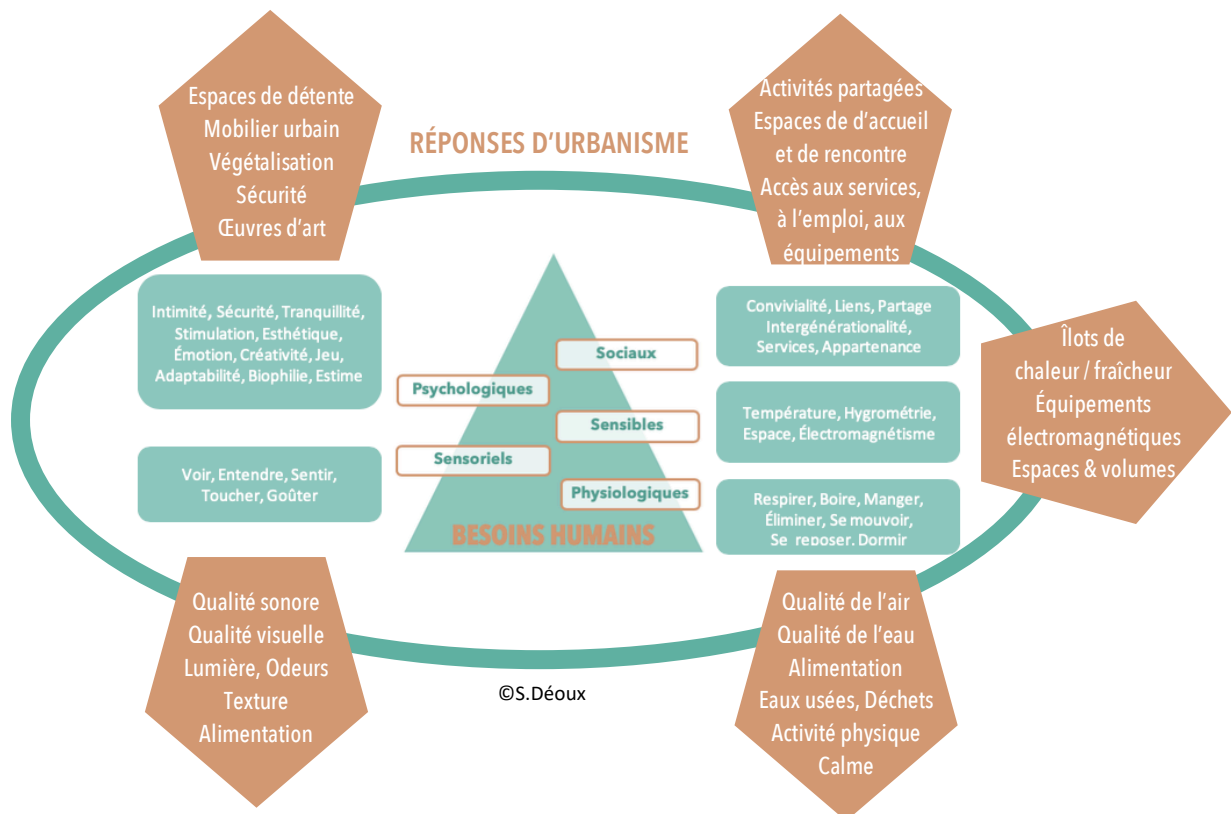 Espaces de détente
Mobilier urbain
Végétalisation
Sécurité
Œuvres d'art
RÉPONSES D'URBANISME
Activités partagées
Espaces de d'accueil
et de rencontre
Accès aux services,
à l'emploi, aux
équipements
Intimité, Sécurité, Tranquillité,
Stimulation, Esthétique,
Émotion, Créativité, Jeu,
Adaptabilité, Biophilie, Estime
Sociaux
Psychologiques
Sensibles
Sensoriels
Physiologiques
BESOINS HUMAINS
Convivialité, Liens, Partage
Intergénérationalité,
Services, Appartenance
Îlots de
chaleur / fraîcheur
Équipements
électromagnétiques
Espaces & volumes
Température, Hygrométrie,
Espace, Électromagnétisme
Voir, Entendre, Sentir,
Toucher, Goûter
Respirer, Boire, Manger,
Éliminer, Se mouvoir,
Se reposer, Dormir
Qualité sonore
Qualité visuelle
Lumière, Odeurs
Texture
Alimentation
©S.Déoux
Qualité de l'air
Qualité de l'eau
Alimentation
Eaux usées, Déchets
Activité physique
Calme